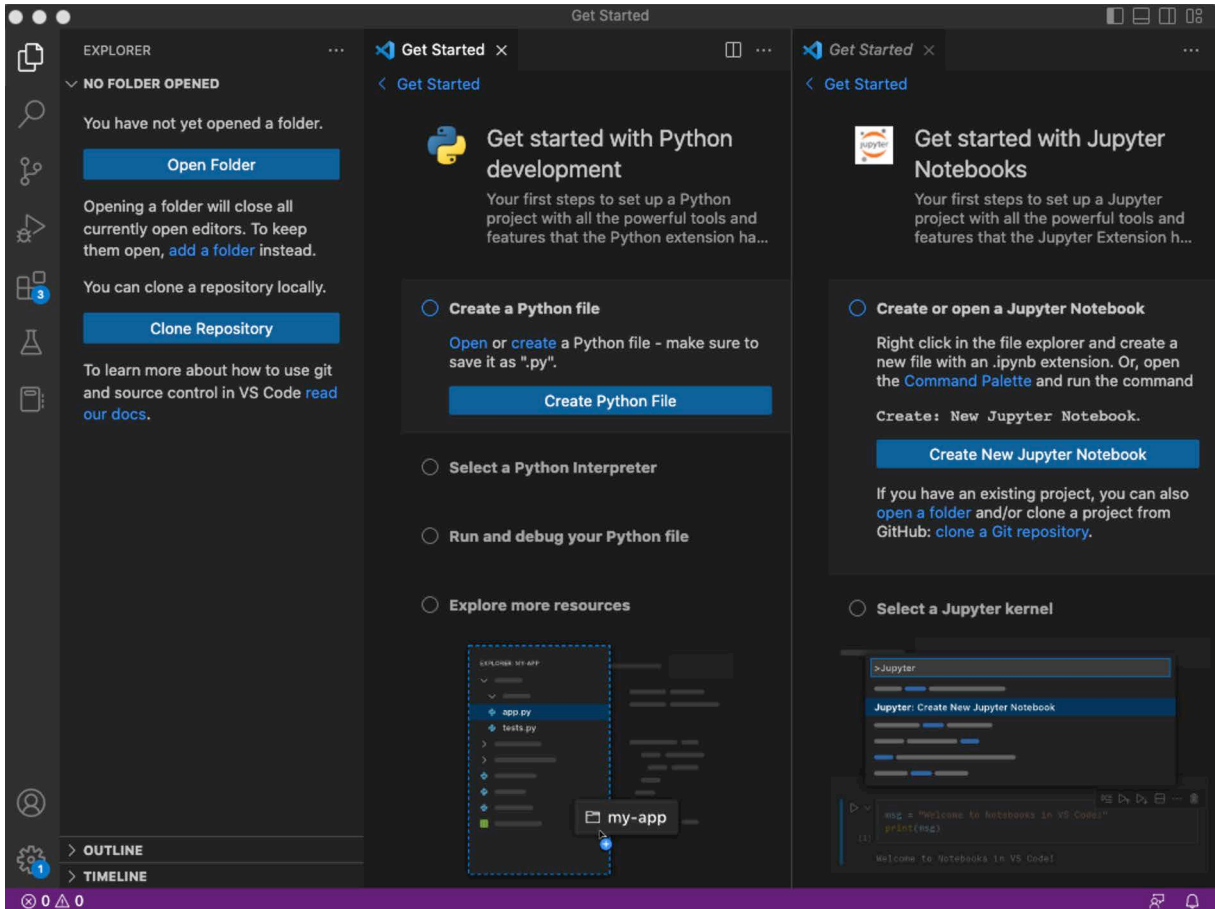 Get Started
EXPLORER
NO FOLDER OPENED
You have not yet opened a folder.
Open Folder
Opening a folder will close all
currently open editors. To keep
them open, add a folder instead.
You can clone a repository locally.
Clone Repository
To learn more about how to use git
and source control in VS Code read
our docs.
3
1
OUTLINE
TIMELINE
0 0
Get Started
Get Started
Get started with Python
development
Your first steps to set up a Python
project with all the powerful tools and
features that the Python extension ha...
Create a Python file
Open or create a Python file - make sure to
save it as ".py".
Create Python File
Select a Python Interpreter
Run and debug your Python file
Explore more resources
EXPLORER: MY-APP
app.py
tests.py
my-app
Get Started
Get Started
jupyter
Get started with Jupyter
Notebooks
Your first steps to set up a Jupyter
project with all the powerful tools and
features that the Jupyter Extension h...
Create or open a Jupyter Notebook
Right click in the file explorer and create a
new file with an .ipynb extension. Or, open
the Command Palette and run the command
Create: New Jupyter Notebook.
Create New Jupyter Notebook
If you have an existing project, you can also
open a folder and/or clone a project from
GitHub: clone a Git repository.
Select a Jupyter kernel
>Jupyter
Jupyter: Create New Jupyter Notebook
msg = "Welcome to Notebooks in VS Code!"
print(msg)
[1]
Welcome to Notebooks in VS Code!